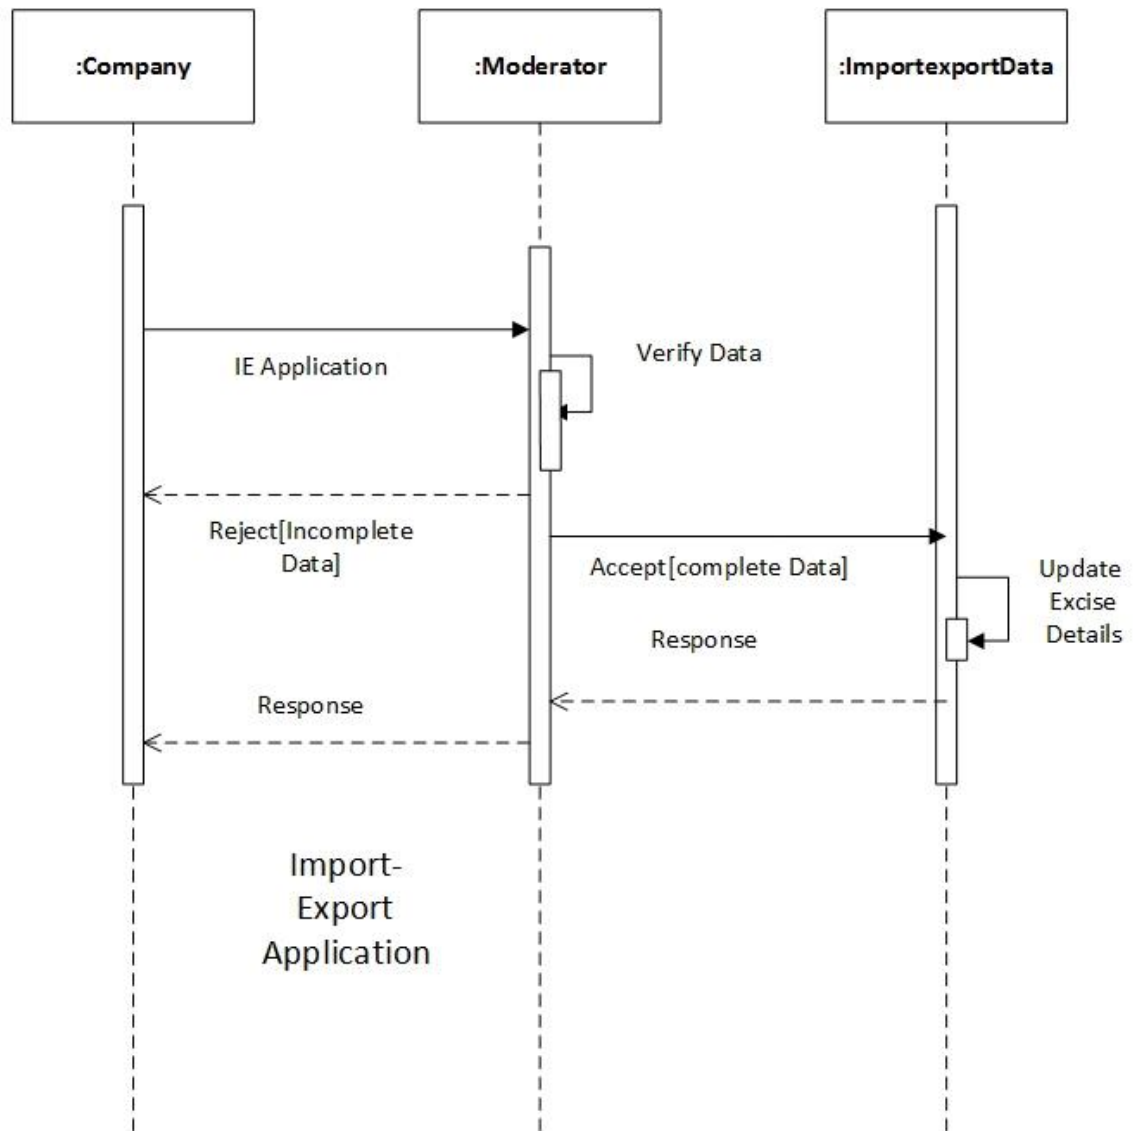 :Company
:Moderator
:ImportexportData
IE Application
Verify Data
Reject[Incomplete
Data]
Accept[complete Data]
Update
Excise
Details
Response
Response
Import-
Export
Application